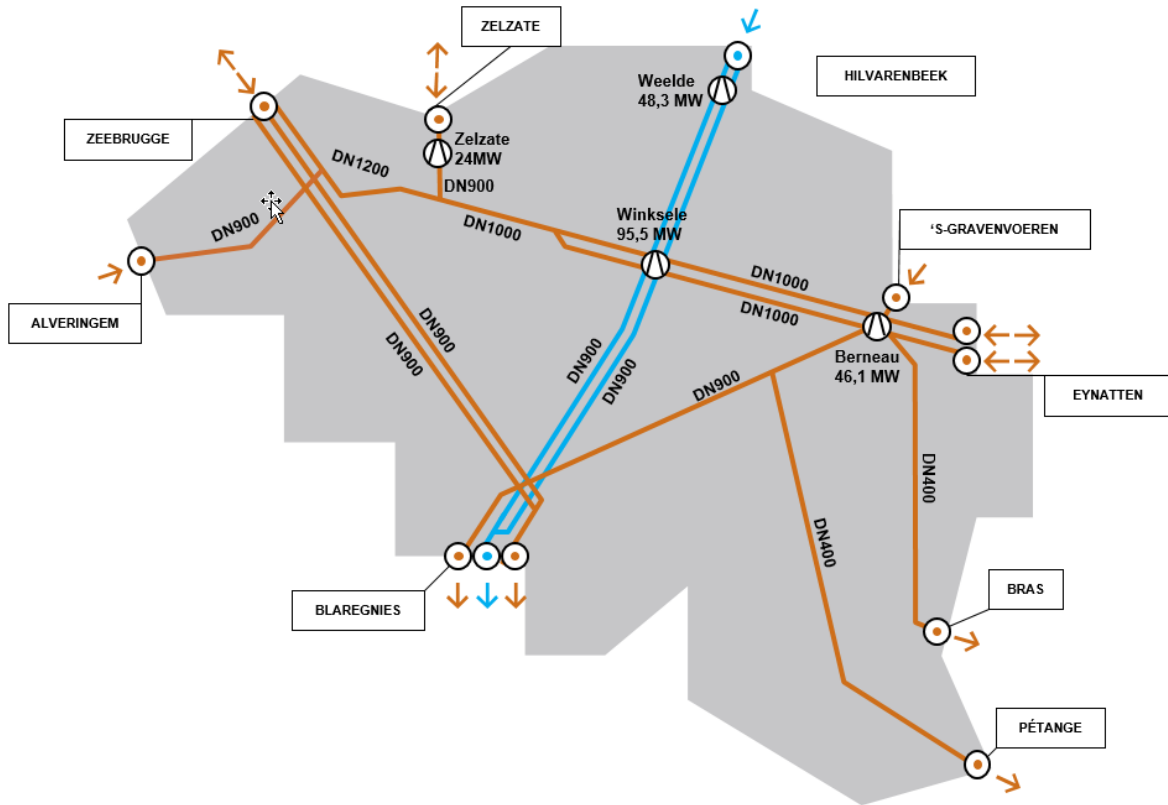 ZELZATE
HILVARENBEEK
Weelde
48,3 MW
ZEEBRUGGE
Zelzate
24MW
DN1200
DN900
DN900
DN1000
Winksele
95,5 MW
'S-GRAVENVOEREN
ALVERINGEM
DN1000
DN1000
DN900
DN900
DN900
DN900
DN900
Berneau
46,1 MW
EYNATTEN
DN400
DN400
BLAREGNIES
BRAS
PÉTANGE